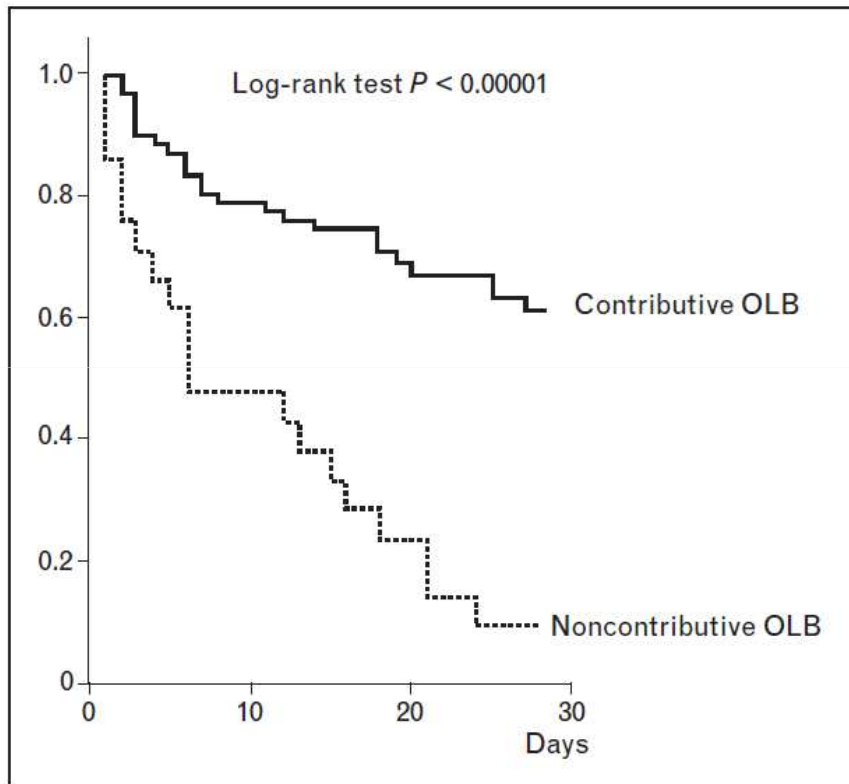 1.0
Log-rank test P < 0.00001
0.8
0.6
Contributive OLB
0.4
0.2
Noncontributive OLB
0
0 10 20 30
Days